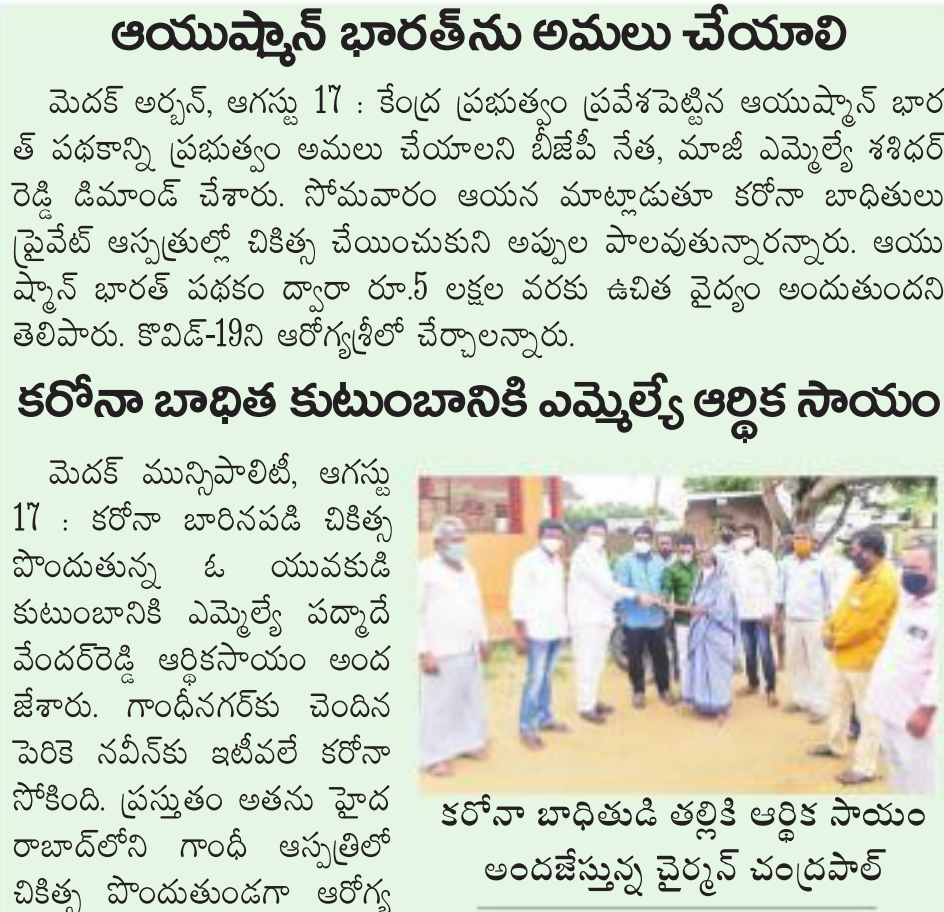 ఆయుష్మాన్ భారత్‌ను అమలు చేయాలి
మెదక్ అర్బన్, ఆగస్టు 17 : కేంద్ర ప్రభుత్వం ప్రవేశపెట్టిన ఆయుష్మాన్ భార
త్ పథకాన్ని ప్రభుత్వం అమలు చేయాలని బీజేపీ నేత, మాజీ ఎమ్మెల్యే శశిధర్
రెడ్డి డిమాండ్ చేశారు. సోమవారం ఆయన మాట్లాడుతూ కరోనా బాధితులు
ప్రైవేట్ ఆస్పత్రుల్లో చికిత్స చేయించుకుని అప్పుల పాలవుతున్నారన్నారు. ఆయు
ష్మాన్ భారత్ పథకం ద్వారా రూ.5 లక్షల వరకు ఉచిత వైద్యం అందుతుందని
తెలిపారు. కొవిడ్-19ని ఆరోగ్యశ్రీలో చేర్చాలన్నారు.
కరోనా బాధిత కుటుంబానికి ఎమ్మెల్యే ఆర్థిక సాయం
మెదక్ మున్సిపాలిటీ, ఆగస్టు
17 : కరోనా బారినపడి చికిత్స
పొందుతున్న ఓ యువకుడి
కుటుంబానికి ఎమ్మెల్యే పద్మాదే
వేందర్‌రెడ్డి ఆర్థికసాయం అంద
జేశారు. గాంధీనగర్‌కు చెందిన
పెరికె నవీన్‌కు ఇటీవలే కరోనా
సోకింది. ప్రస్తుతం అతను హైద
రాబాద్‌లోని గాంధీ ఆస్పత్రిలో
చికిత్స పొందుతుండగా ఆరోగ్య
కరోనా బాధితుడి తల్లికి ఆర్థిక సాయం
అందజేస్తున్న చైర్మన్ చంద్రపాల్